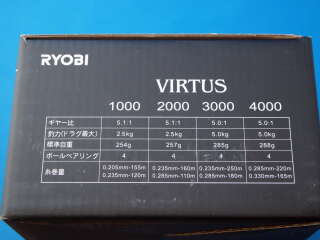 RYOBI
VIRTUS
1000 2000 3000 4000
ギヤー比 5.1:1 5.1:1 5.0:1 5.0:1
釣力(ドラグ最大) 2.5kg 2.5kg 5.0kg 5.0kg
標準自重 254g 257g 285g 288g
ボールベアリング 4 4 4 4
糸巻量 0.205mm-155m 0.235mm-160m 0.235mm-250m 0.285mm-220m
0.235mm-120m 0.285mm-110m 0.285mm-180m 0.330mm-165m